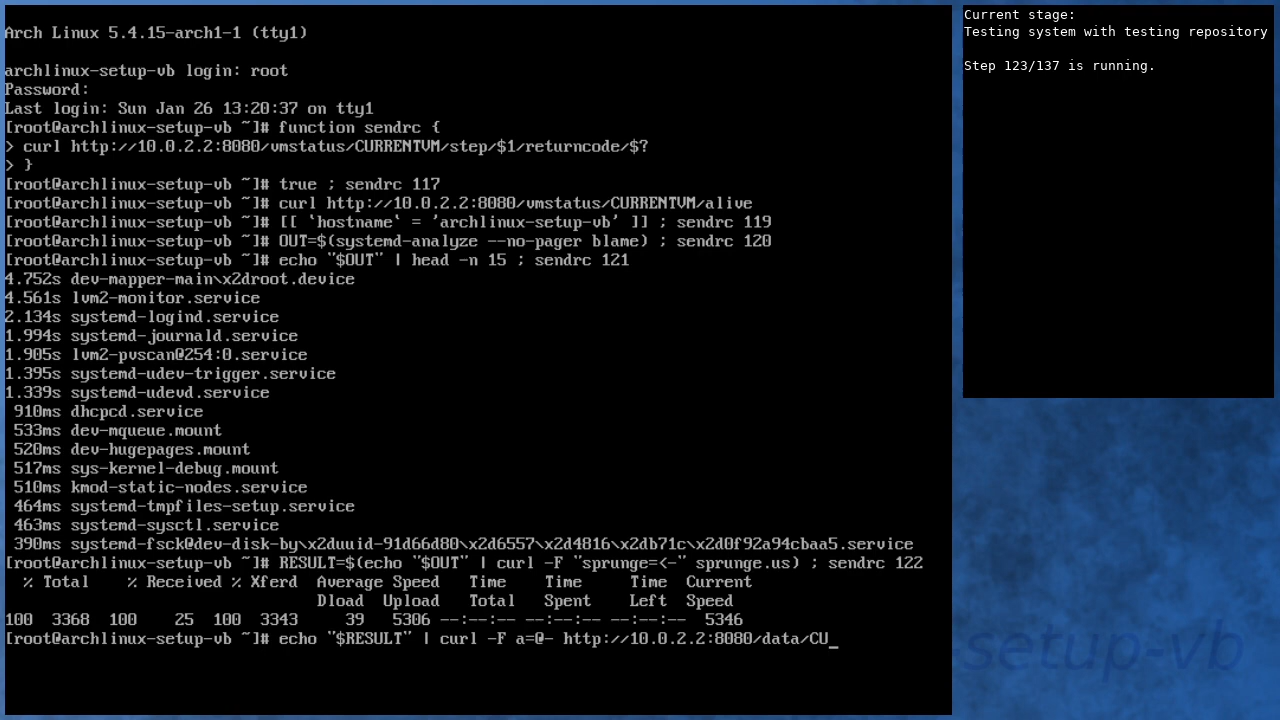 Arch Linux 5.4.15-arch1-1 (tty1)
archlinux-setup-vb login: root
Password:
Last login: Sun Jan 26 13:20:37 on tty1
[root@archlinux-setup-vb ~]# function sendrc {
> curl http://10.0.2.2:8080/vmstatus/CURRENTVM/step/$1/returncode/$?
> }
[root@archlinux-setup-vb ~]# true ; sendrc 117
[root@archlinux-setup-vb ~]# curl http://10.0.2.2:8080/vmstatus/CURRENTVM/alive
[root@archlinux-setup-vb ~]# [[ `hostname` = 'archlinux-setup-vb' ]] ; sendrc 119
[root@archlinux-setup-vb ~]# OUT=$(systemd-analyze --no-pager blame) ; sendrc 120
[root@archlinux-setup-vb ~]# echo "$OUT" | head -n 15 ; sendrc 121
4.752s dev-mapper-main\x2droot.device
4.561s lvm2-monitor.service
2.134s systemd-logind.service
1.994s systemd-journald.service
1.905s lvm2-pvscan@254:0.service
1.395s systemd-udev-trigger.service
1.339s systemd-udevd.service
910ms dhcpcd.service
533ms dev-mqueue.mount
520ms dev-hugepages.mount
517ms sys-kernel-debug.mount
510ms kmod-static-nodes.service
464ms systemd-tmpfiles-setup.service
463ms systemd-sysctl.service
390ms systemd-fsck@dev-disk-by\x2duuid-91d66d80\x2d6557\x2d4816\x2db71c\x2d0f92a94cbaa5.service
[root@archlinux-setup-vb ~]# RESULT=$(echo "$OUT" | curl -F "sprunge=<-" sprunge.us) ; sendrc 122
% Total % Received % Xferd Average Speed Time Time Time Current
Dload Upload Total Spent Left Speed
100 3368 100 25 100 3343 39 5306 --:--:-- --:--:-- --:--:-- 5346
[root@archlinux-setup-vb ~]# echo "$RESULT" | curl -F a=@- http://10.0.2.2:8080/data/CU_
Current stage:
Testing system with testing repository
Step 123/137 is running.
setup-vb